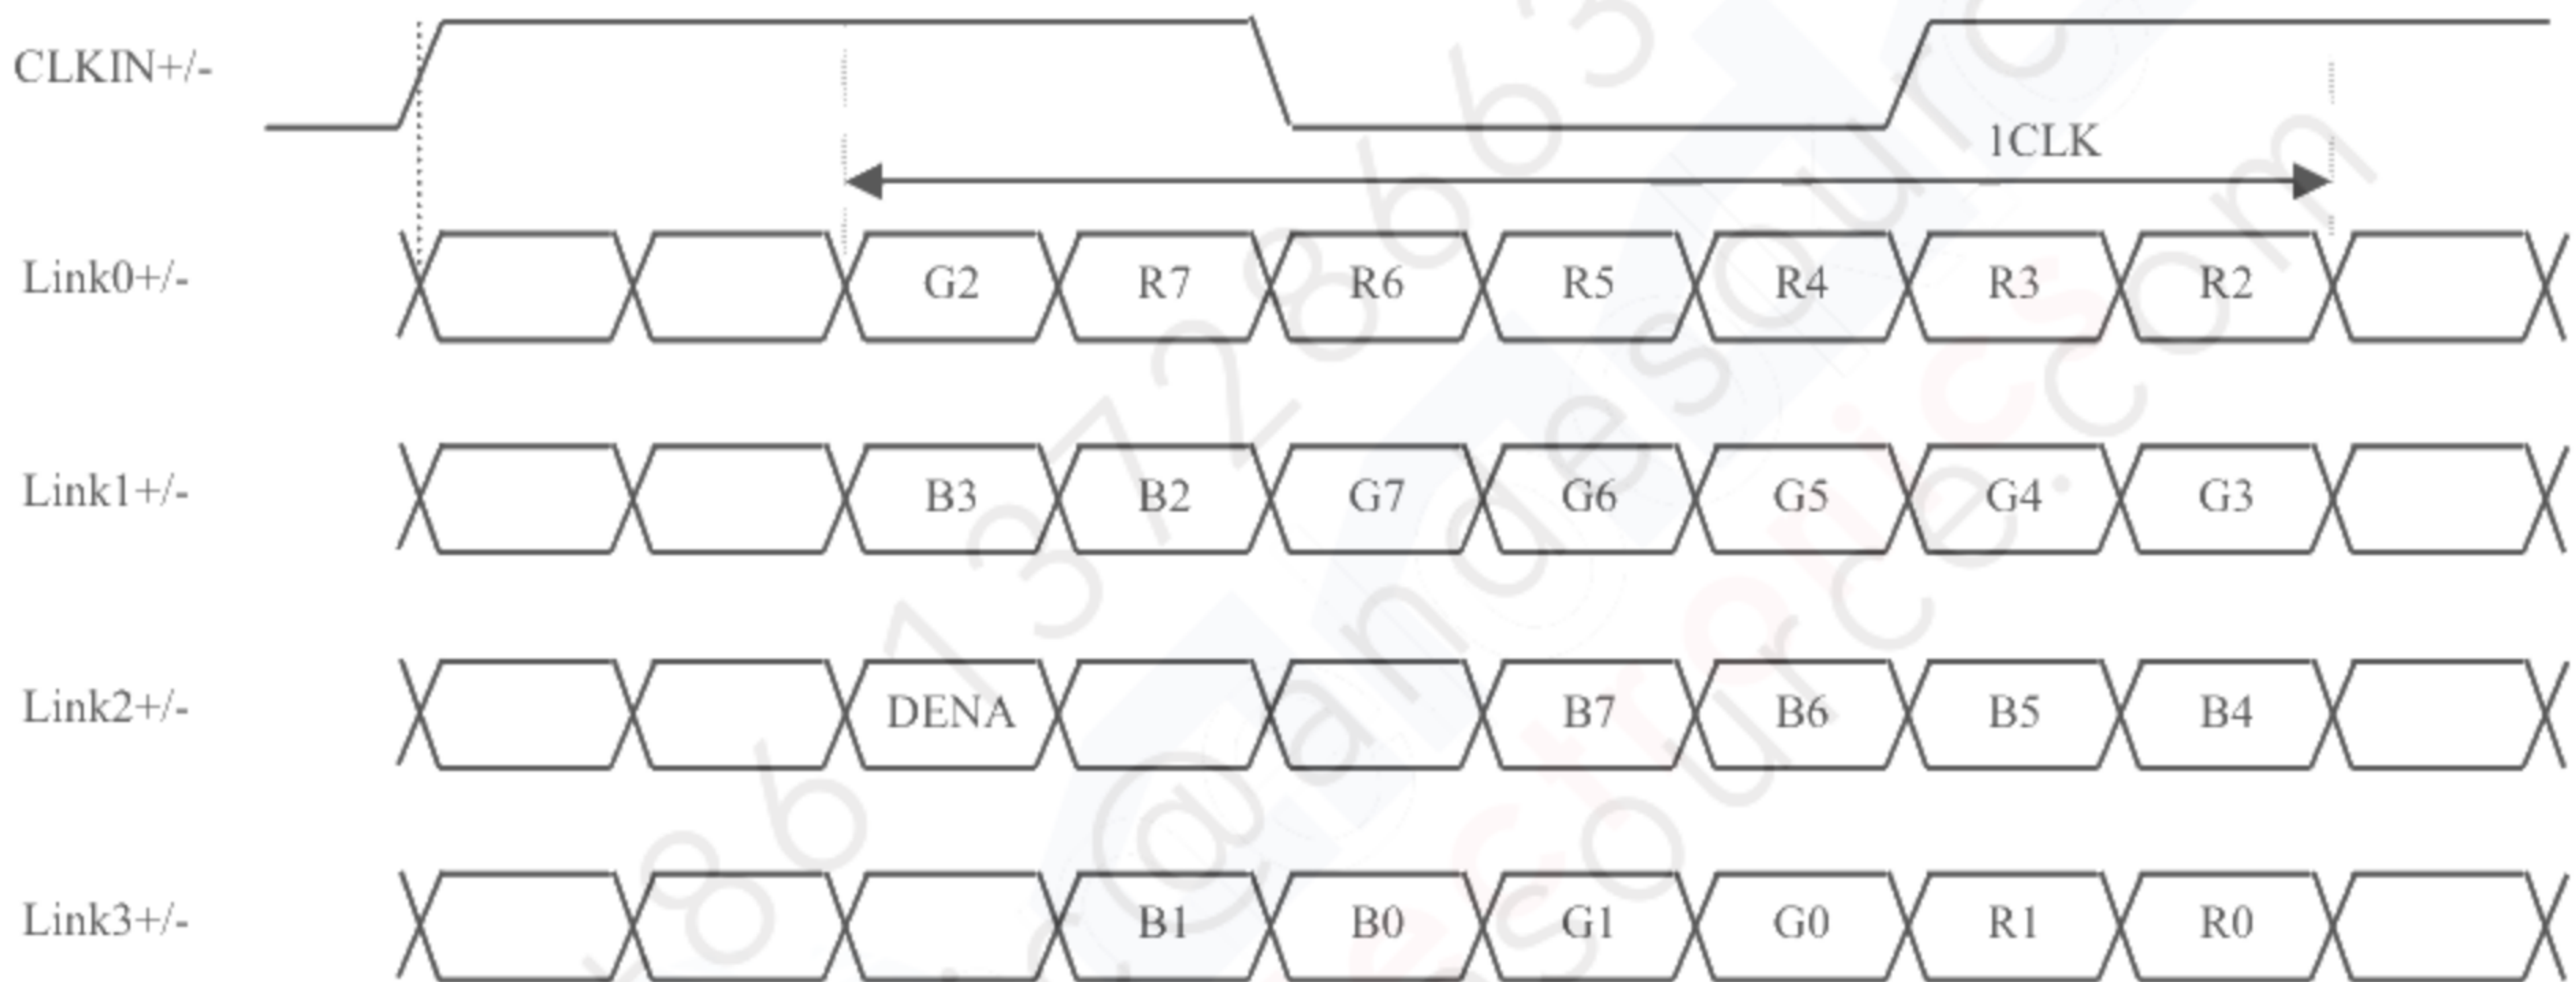 CLKIN+/-
1CLK
Link0+/- G2 R7 R6 R5 R4 R3 R2
Link1+/- B3 B2 G7 G6 G5 G4 G3
Link2+/- DENA B7 B6 B5 B4
Link3+/- B1 B0 G1 G0 R1 R0